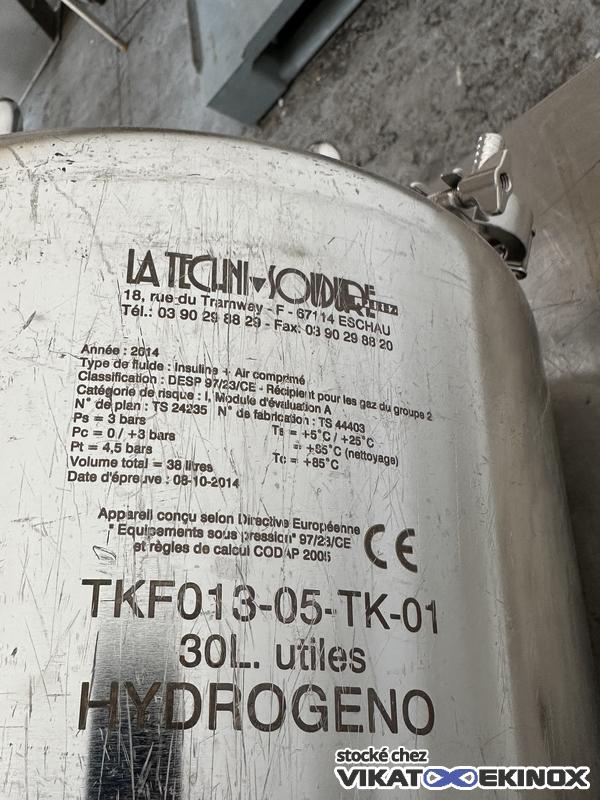 LA TECHNI-SOUDURE
18, rue du Tramway - F - 67114 ESCHAU
Tél.: 03 90 29 88 29 - Fax: 03 90 29 88 20
Année : 2014
Type de fluide : Insuline + Air comprimé
Classification : DESP 97/23/CE - Récipient pour les gaz du groupe 2
Catégorie de risque : I, Module d'évaluation A
N° de plan : TS 24235 N° de fabrication : TS 44403
Ps = 3 bars Ts = +5°C / +25°C
Pc = 0 / +3 bars = +85°C (nettoyage)
Pt = 4,5 bars Tc = +85°C
Volume total = 38 litres
Date d'épreuve : 08-10-2014
Appareil conçu selon Directive Européenne
" Equipements sous pression" 97/23/CE
et règles de calcul CODAP 2005
CE
TKF013-05-TK-01
30L. utiles
HYDROGENO
stocké chez
VIKATOO EKINOX